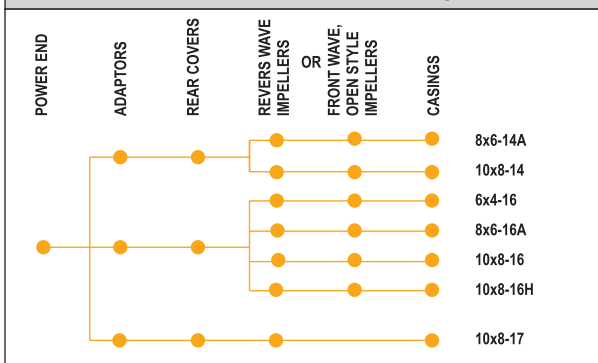 POWER END
ADAPTORS
REAR COVERS
REVERS WAVE
IMPELLERS
OR
FRONT WAVE,
OPEN STYLE
IMPELLERS
CASINGS
8x6-14A
10x8-14
6x4-16
8x6-16A
10x8-16
10x8-16H
10x8-17